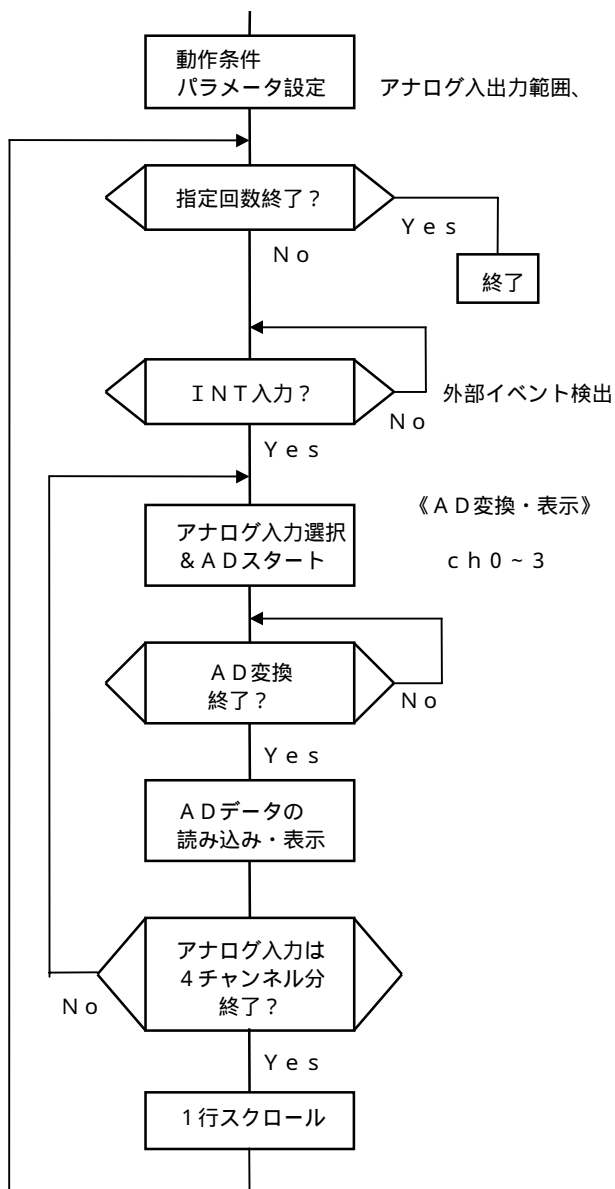 動作条件
パラメータ設定
アナログ入出力範囲、
指定回数終了？
Ｙｅｓ
Ｎｏ
終了
ＩＮＴ入力？
外部イベント検出
Ｎｏ
Ｙｅｓ
《ＡＤ変換・表示》
アナログ入力選択
＆ＡＤスタート
ｃｈ０～３
ＡＤ変換
終了？
Ｎｏ
Ｙｅｓ
ＡＤデータの
読み込み・表示
アナログ入力は
４チャンネル分
終了？
Ｎｏ
Ｙｅｓ
１行スクロール